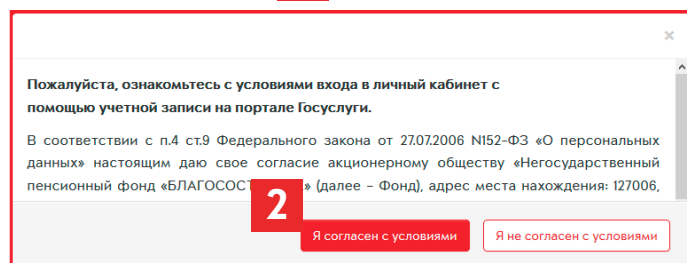 ×
Пожалуйста, ознакомьтесь с условиями входа в личный кабинет с
помощью учетной записи на портале Госуслуги.
В соответствии с п.4 ст.9 Федерального закона от 27.07.2006 N152-ФЗ «О персональных
данных» настоящим даю свое согласие акционерному обществу «Негосударственный
пенсионный фонд (далее – Фонд), адрес места нахождения: 127006,
2
Я согласен с условиями Я не согласен с условиями